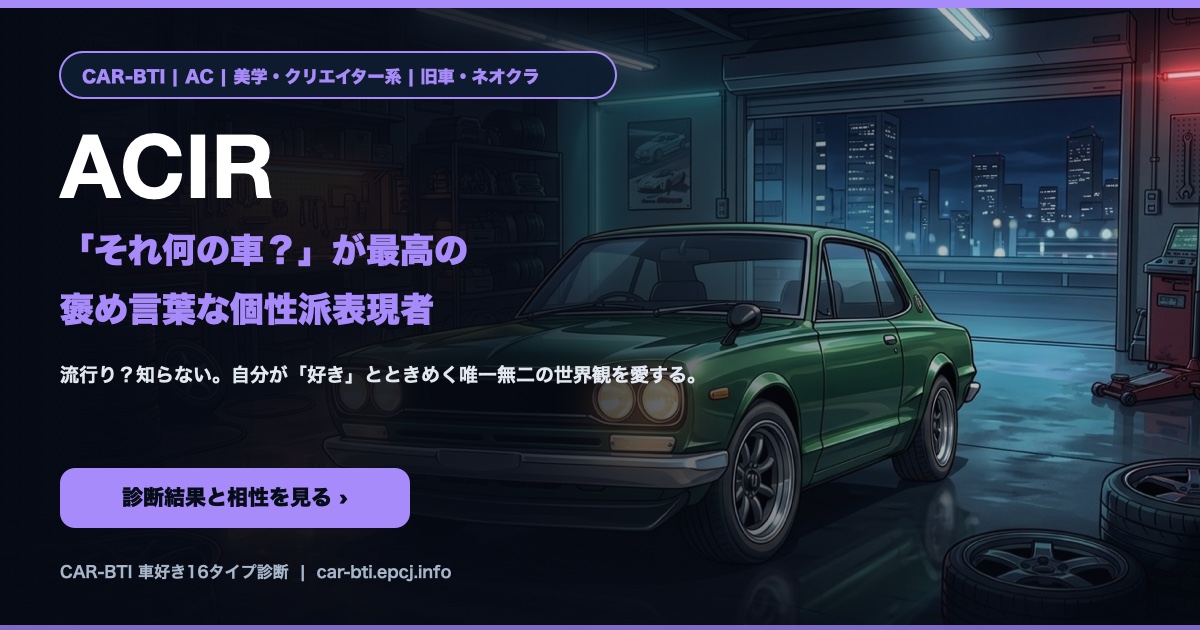 CAR-BTI | AC | 美学・クリエイター系 | 旧車・ネオクラ
ACIR
「それ何の車？」が最高の
褒め言葉な個性派表現者
流行り？知らない。自分が「好き」とときめく唯一無二の世界観を愛する。
診断結果と相性を見る ›
CAR-BTI 車好き16タイプ診断 | car-bti.epcj.info